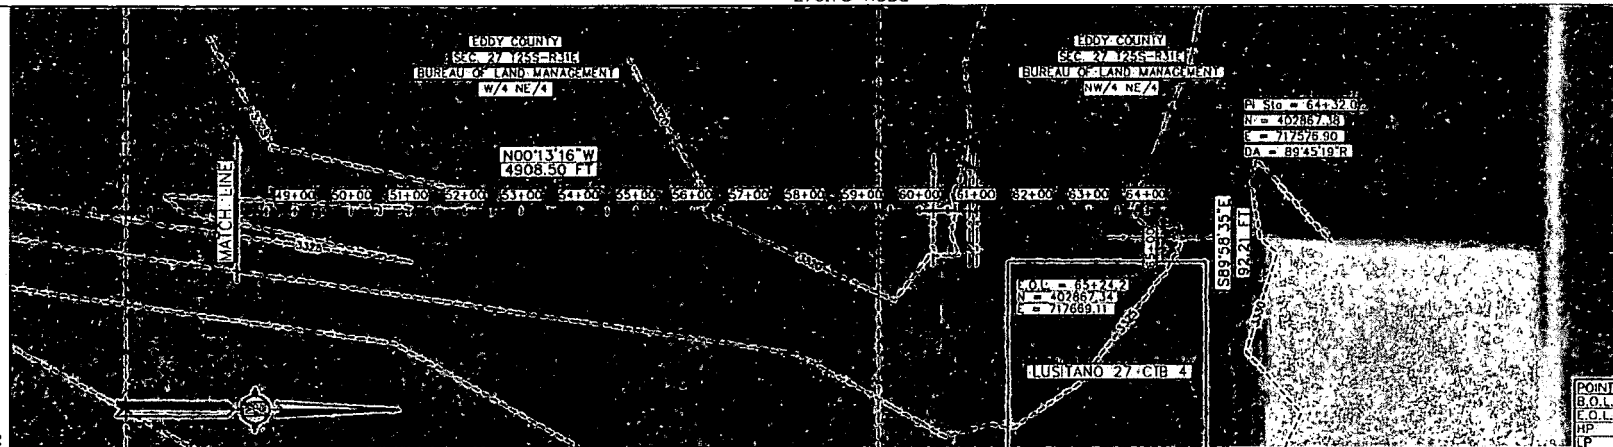 EDDY COUNTY
SEC. 27 T25S-R31E
BUREAU OF LAND MANAGEMENT
W/4 NE/4
EDDY COUNTY
SEC. 27 T25S-R31E
BUREAU OF LAND MANAGEMENT
NW/4 NE/4
PI Sta = 64+32.0
N = 402867.38
E = 717576.90
DA = 89°45'19"R
N00°13'16"W
4908.50 FT
MATCH LINE
49+00 50+00 51+00 52+00 53+00 54+00 55+00 56+00 57+00 58+00 59+00 60+00 61+00 62+00 63+00 64+00
65+00
S89°58'35"E
92.21 FT
E.O.L. = 65+24.2
N = 402867.34
E = 717669.11
LUSITANO 27 CTB 4
POINT
B.O.L.
E.O.L.
HP
LP